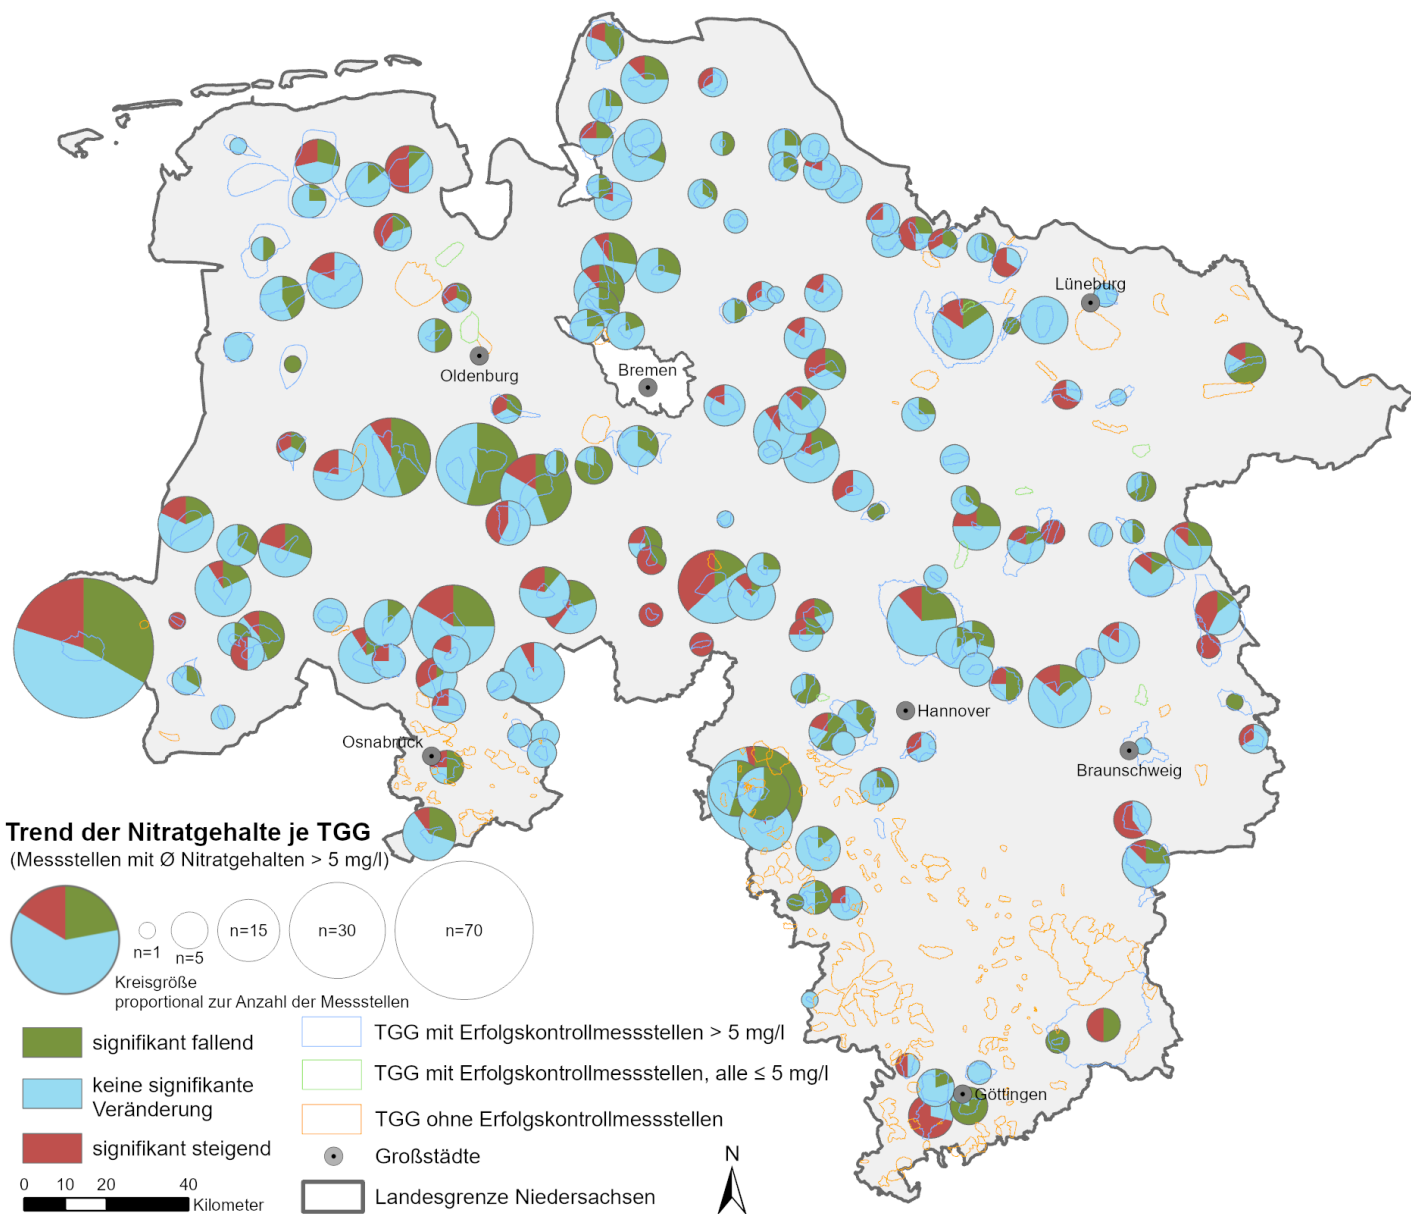 Lüneburg
Bremen
Oldenburg
Hannover
Osnabrück
Braunschweig
Göttingen
Trend der Nitratgehalte je TGG
(Messstellen mit Ø Nitratgehalten > 5 mg/l)
n=1
n=5
n=15
n=30
n=70
Kreisgröße
proportional zur Anzahl der Messstellen
signifikant fallend
keine signifikante
Veränderung
signifikant steigend
0 10 20 40
Kilometer
TGG mit Erfolgskontrollmessstellen > 5 mg/l
TGG mit Erfolgskontrollmessstellen, alle ≤ 5 mg/l
TGG ohne Erfolgskontrollmessstellen
Großstädte
Landesgrenze Niedersachsen
N